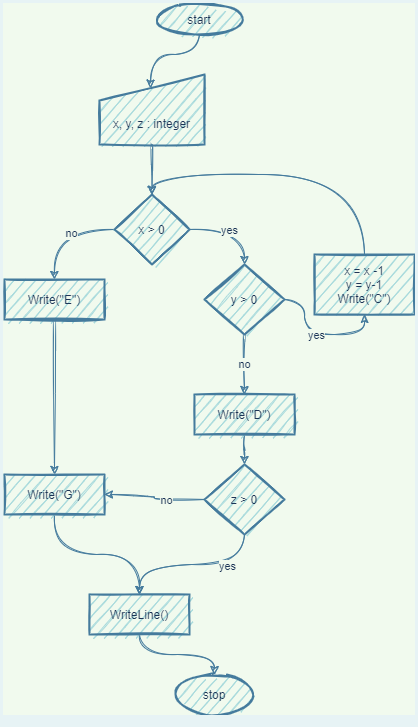 start
x, y, z : integer
x > 0
no
yes
x = x -1
y = y-1
Write("C")
Write("E")
y > 0
yes
no
Write("D")
Write("G")
no
z > 0
yes
WriteLine()
stop